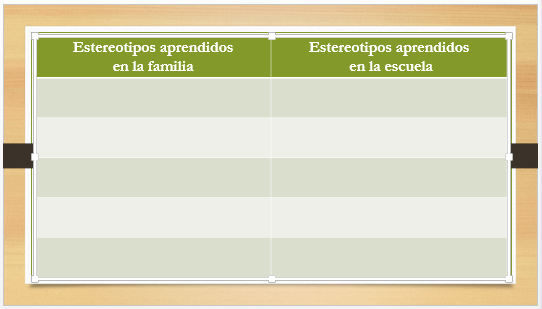 Estereotipos aprendidos
en la familia
Estereotipos aprendidos
en la escuela